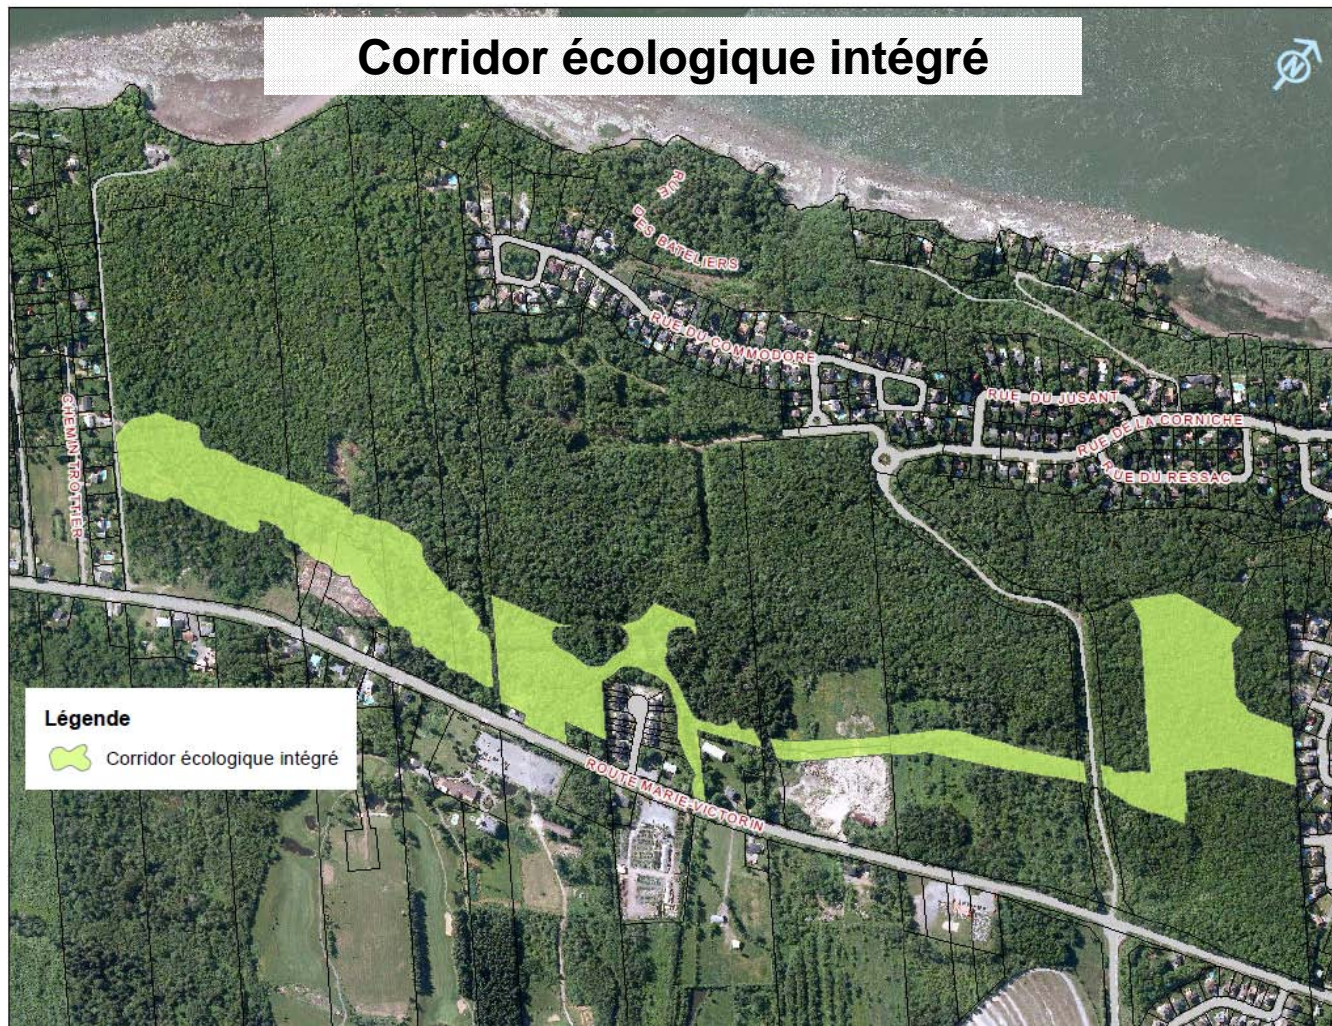 Corridor écologique intégré
N
RUE
DES BATELIERS
RUE DU COMMODORE
RUE DU JUSANT
RUE DE LA CORNICHE
RUE DU RESSAC
CHEMIN TROTTIER
Légende
Corridor écologique intégré
ROUTE MARIE-VICTORIN